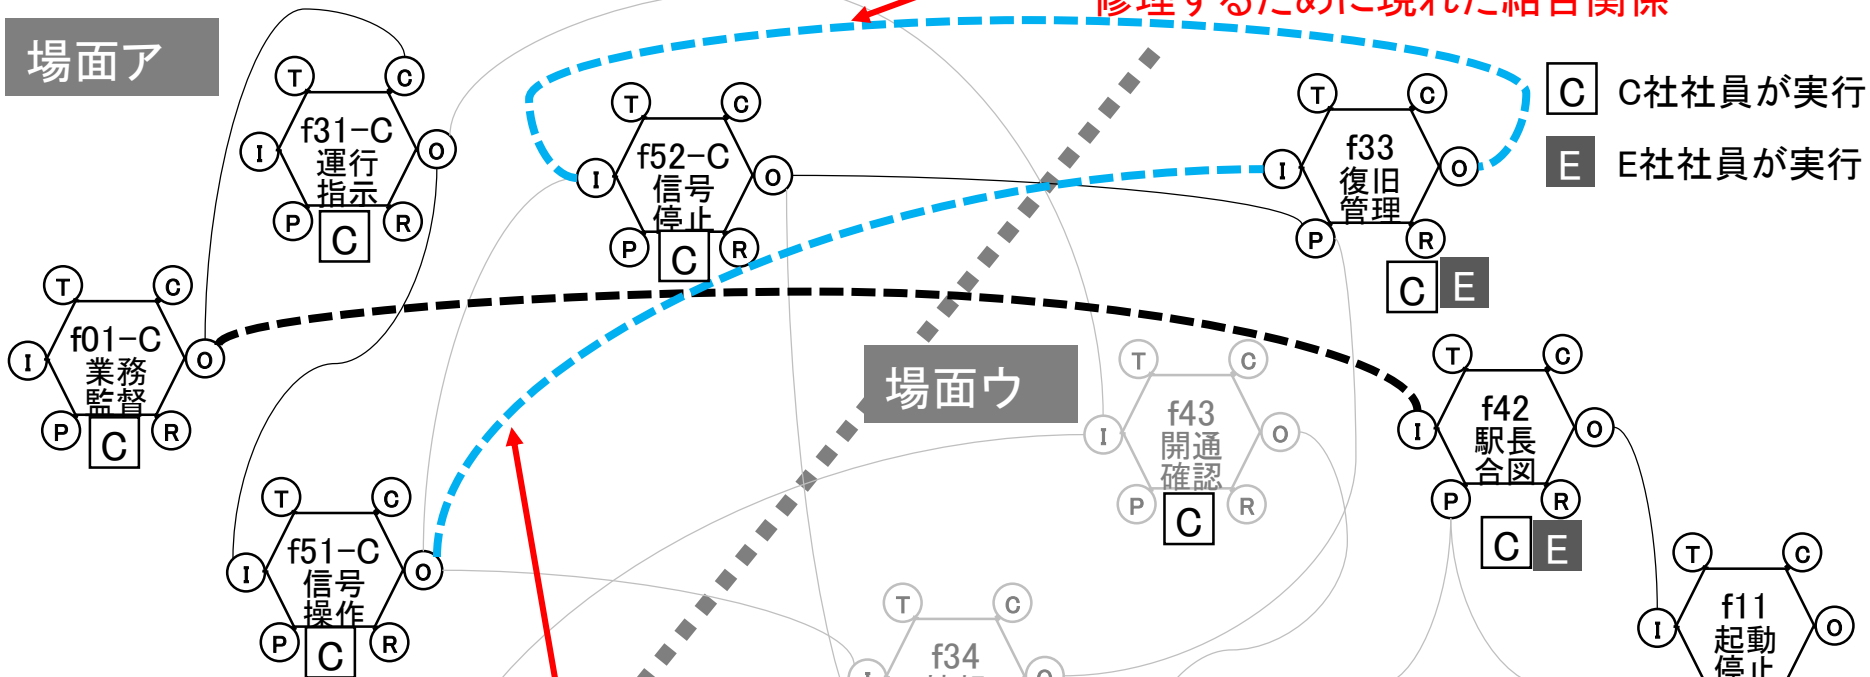 修理するために現れた結合関係
場面ア
C C社社員が実行
E E社社員が実行
T C
I f31-C 運行 指示 O
P C R
T C
I f52-C 信号 停止 O
P C R
T C
I f33 復旧 管理 O
P R
C E
T C
I f01-C 業務 監督 O
P C R
場面ウ
T C
I f43 開通 確認 O
P C R
T C
I f42 駅長 合図 O
P R
C E
T C
I f51-C 信号 操作 O
P C R
T C
I f34 O
T C
I f11 起動 停止 O